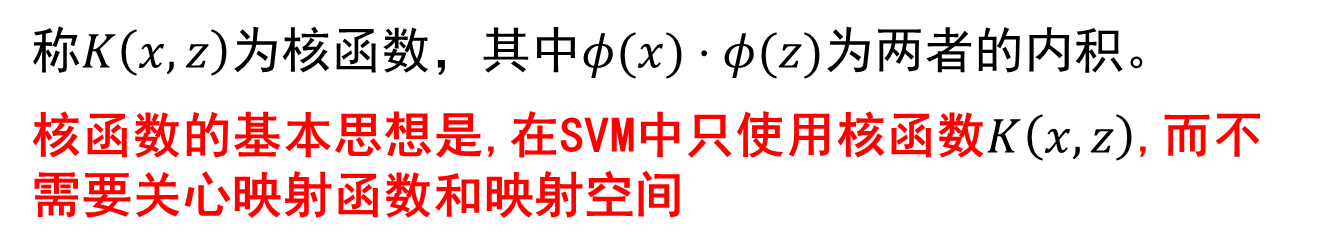 称K(x,z)为核函数，其中ϕ(x)·ϕ(z)为两者的内积。
核函数的基本思想是,在SVM中只使用核函数K(x,z),而不
需要关心映射函数和映射空间